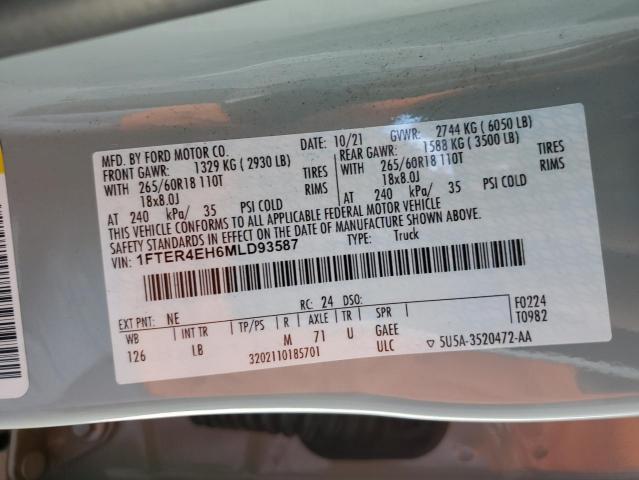 MFD. BY FORD MOTOR CO.
DATE: 10/21 GVWR: 2744 KG ( 6050 LB)
FRONT GAWR: 1329 KG ( 2930 LB) REAR GAWR: 1588 KG ( 3500 LB)
WITH 265/60R18 110T TIRES WITH 265/60R18 110T TIRES
18x8.0J RIMS 18x8.0J RIMS
AT 240 kPa/ 35 PSI COLD AT 240 kPa/ 35 PSI COLD
THIS VEHICLE CONFORMS TO ALL APPLICABLE FEDERAL MOTOR VEHICLE
SAFETY STANDARDS IN EFFECT ON THE DATE OF MANUFACTURE SHOWN ABOVE.
VIN: 1FTER4EH6MLD93587 TYPE: Truck
EXT PNT: NE RC: 24 DSO: F0224
WB INT TR TP/PS R AXLE TR SPR T0982
126 LB M 71 U GAEE
3202110185701 ULC ▽ 5U5A-3520472-AA